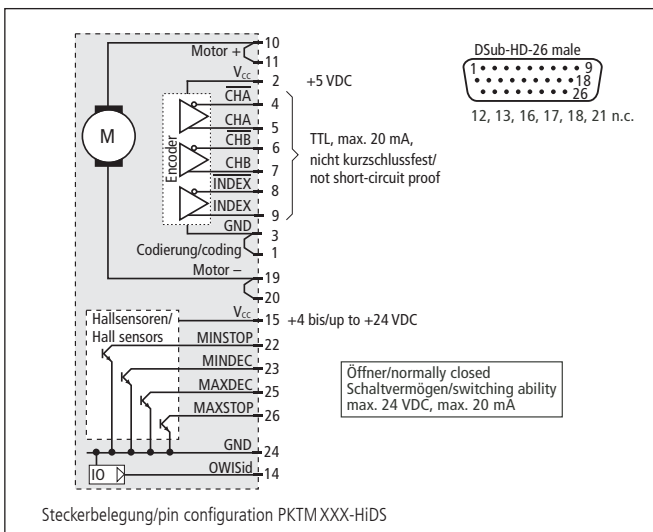 10
Motor +
11
Vcc
2
+5 VDC
CHA
4
CHA
5
CHB
6
CHB
7
INDEX
8
INDEX
9
GND
3
Codierung/coding
1
Motor –
19
20
M
Encoder
TTL, max. 20 mA,
nicht kurzschlussfest/
not short-circuit proof
DSub-HD-26 male
1
9
18
26
12, 13, 16, 17, 18, 21 n.c.
Hallsensoren/
Hall sensors
Vcc
15
+4 bis/up to +24 VDC
MINSTOP
22
MINDEC
23
MAXDEC
25
MAXSTOP
26
GND
24
IO
OWISid
14
Öffner/normally closed
Schaltvermögen/switching ability
max. 24 VDC, max. 20 mA
Steckerbelegung/pin configuration PKTM XXX-HiDS